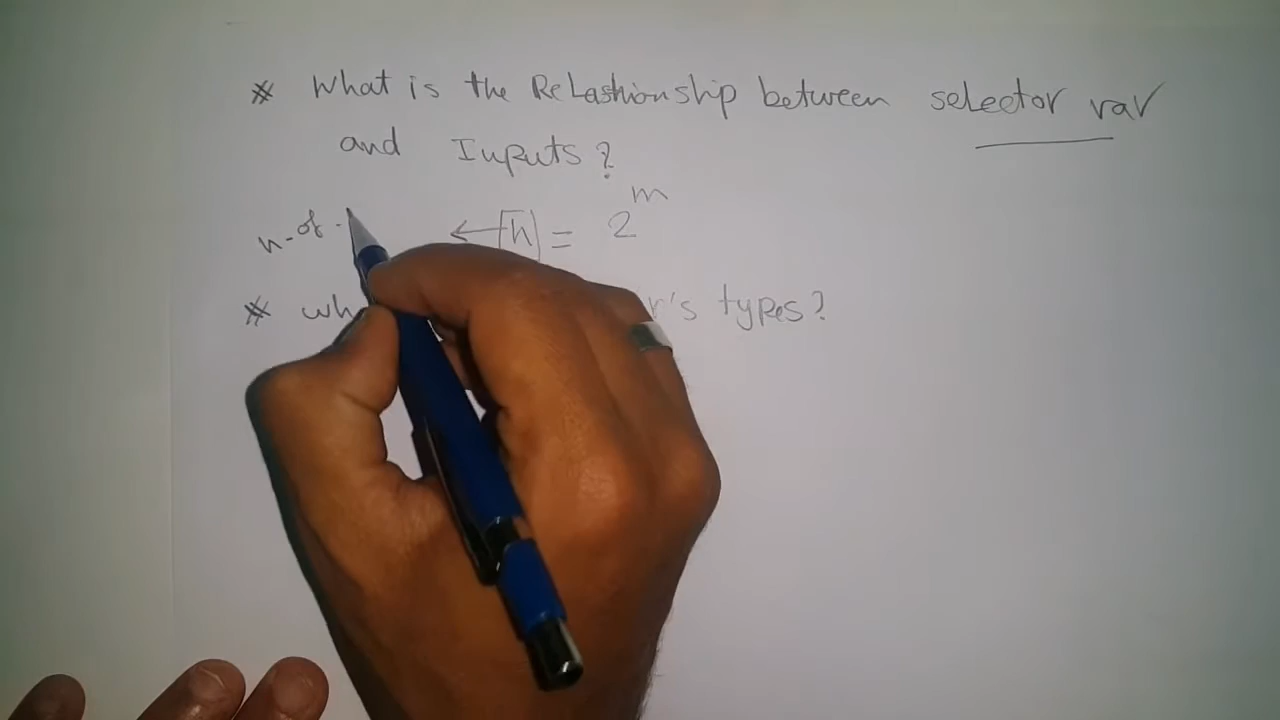 * What is the Relashionship between selector var
and Inputs?
n. of ← n = 2^m
* wh 's types?